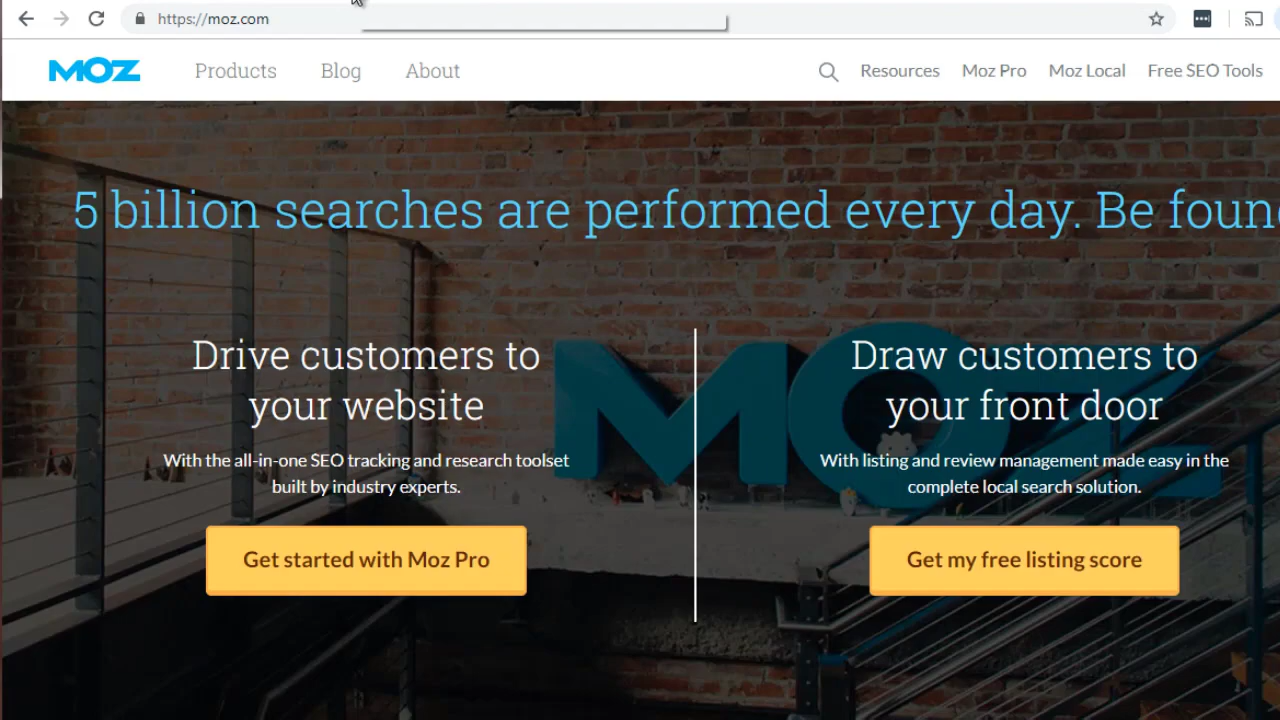 https://moz.com
MOZ Products Blog About Resources Moz Pro Moz Local Free SEO Tools
5 billion searches are performed every day. Be foun
Drive customers to
your website
With the all-in-one SEO tracking and research toolset
built by industry experts.
Get started with Moz Pro
MOZ
Draw customers to
your front door
With listing and review management made easy in the
complete local search solution.
Get my free listing score